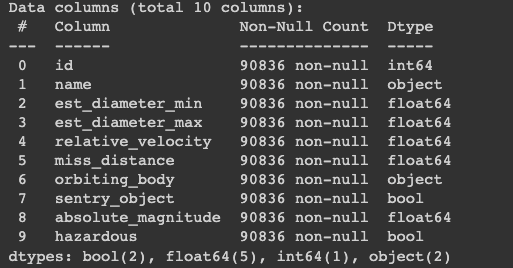 Data columns (total 10 columns):
 #   Column              Non-Null Count  Dtype
---  ------              --------------  -----
 0   id                  90836 non-null  int64
 1   name                90836 non-null  object
 2   est_diameter_min    90836 non-null  float64
 3   est_diameter_max    90836 non-null  float64
 4   relative_velocity   90836 non-null  float64
 5   miss_distance       90836 non-null  float64
 6   orbiting_body       90836 non-null  object
 7   sentry_object       90836 non-null  bool
 8   absolute_magnitude  90836 non-null  float64
 9   hazardous           90836 non-null  bool
dtypes: bool(2), float64(5), int64(1), object(2)